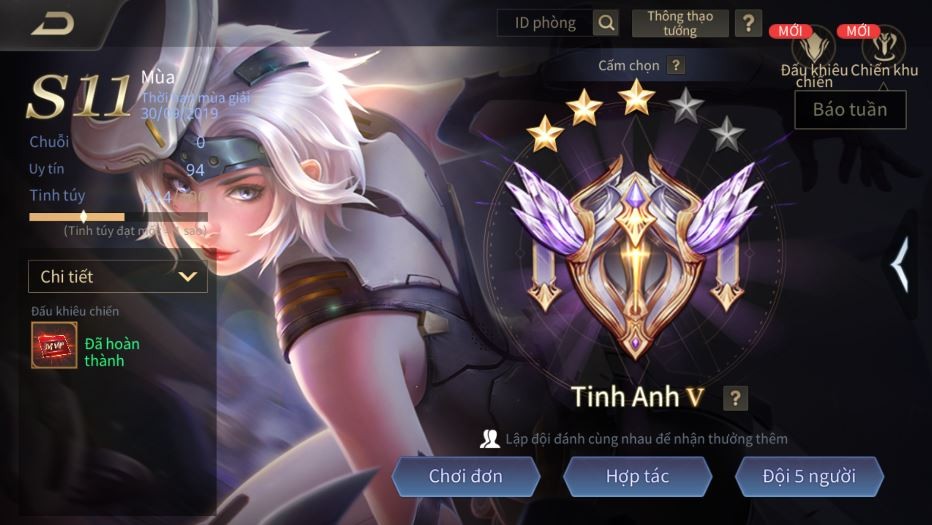 ID phòng
Thông thạo
tướng
?
MỚI
MỚI
Cấm chọn ?
Đấu khiêu
chiến
Chiến khu
Báo tuần
S11
Mùa
Thời hạn mùa giải
30/09/2019
Chuỗi 0
Uy tín 94
Tinh túy
(Tinh túy đạt sao)
Chi tiết
Đấu khiêu chiến
MVP
Đã hoàn
thành
Tinh Anh V ?
Lập đội đánh cùng nhau để nhận thưởng thêm
Chơi đơn
Hợp tác
Đội 5 người